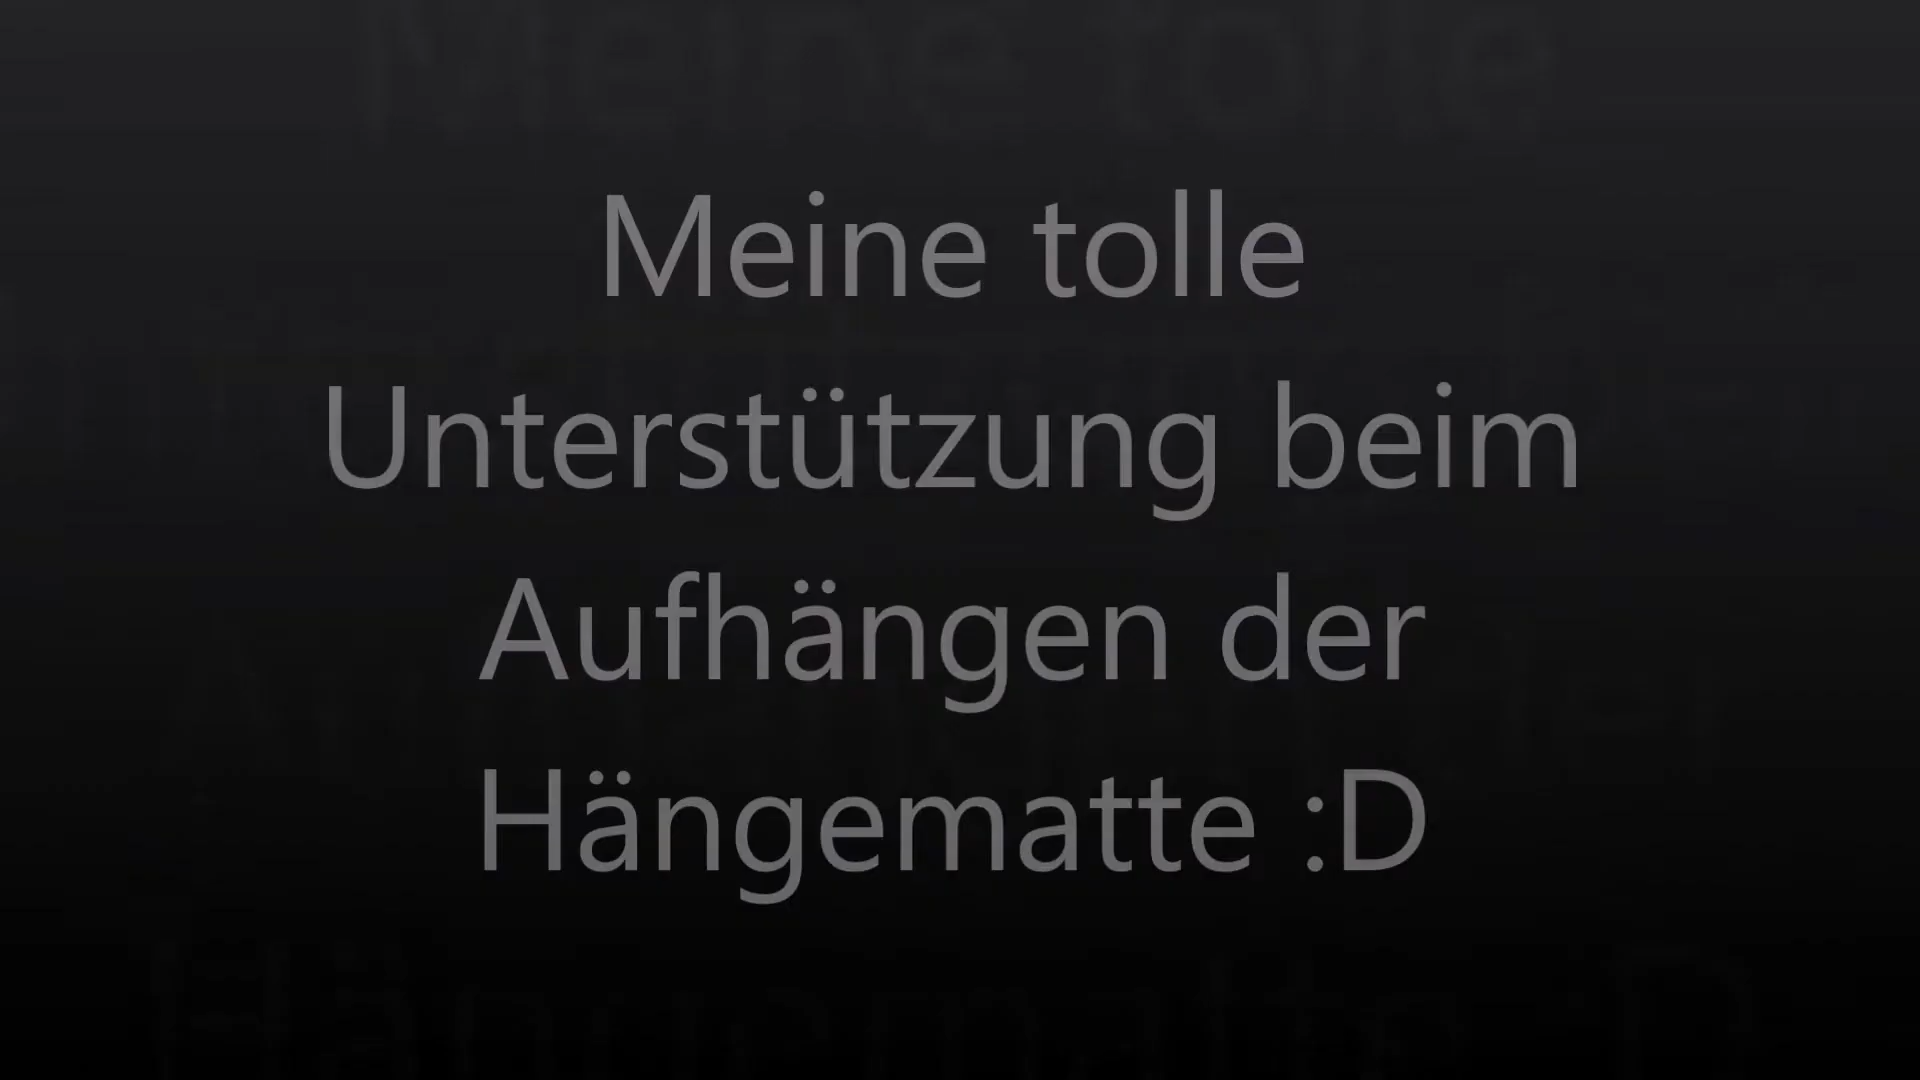 Meine tolle
Unterstützung beim
Aufhängen der
Hängematte :D